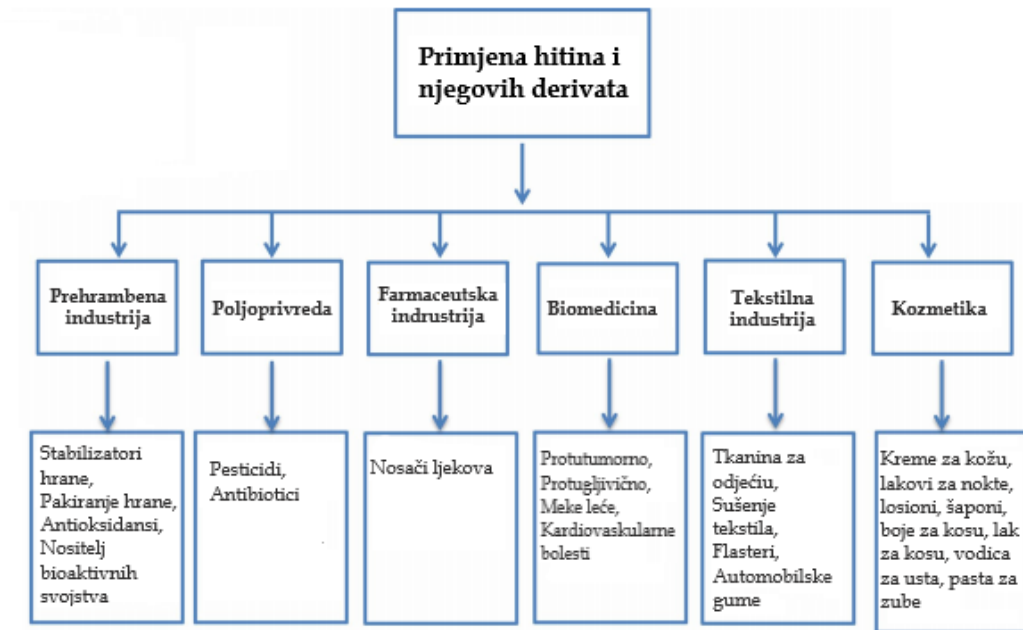 Primjena hitina i
njegovih derivata
Prehrambena
industrija
Poljoprivreda
Farmaceutska
indrustrija
Biomedicina
Tekstilna
industrija
Kozmetika
Stabilizatori
hrane,
Pakiranje hrane,
Antioksidansi,
Nositelj
bioaktivnih
svojstva
Pesticidi,
Antibiotici
Nosači ljekova
Protutumorno,
Protugljivično,
Meke leće,
Kardiovaskularne
bolesti
Tkanina za
odjeću,
Sušenje
tekstila,
Flasteri,
Automobilske
gume
Kreme za kožu,
lakovi za nokte,
losioni, šaponi,
boje za kosu, lak
za kosu, vodica
za usta, pasta za
zube